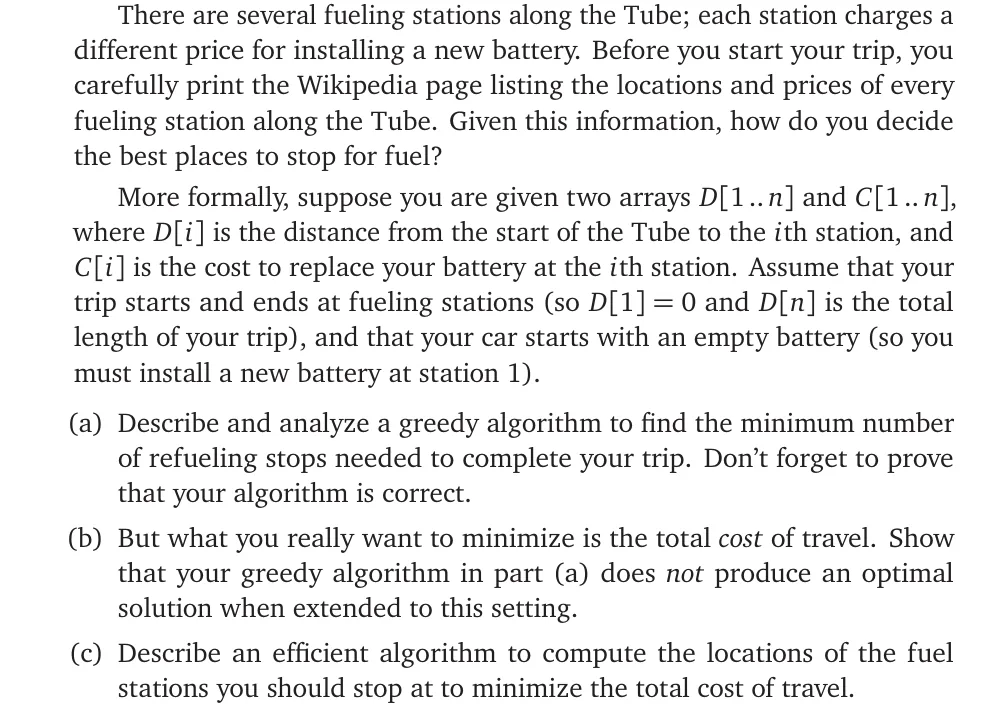 There are several fueling stations along the Tube; each station charges a
different price for installing a new battery. Before you start your trip, you
carefully print the Wikipedia page listing the locations and prices of every
fueling station along the Tube. Given this information, how do you decide
the best places to stop for fuel?
More formally, suppose you are given two arrays D[1..n] and C[1..n],
where D[i] is the distance from the start of the Tube to the ith station, and
C[i] is the cost to replace your battery at the ith station. Assume that your
trip starts and ends at fueling stations (so D[1] = 0 and D[n] is the total
length of your trip), and that your car starts with an empty battery (so you
must install a new battery at station 1).
(a) Describe and analyze a greedy algorithm to find the minimum number
of refueling stops needed to complete your trip. Don’t forget to prove
that your algorithm is correct.
(b) But what you really want to minimize is the total cost of travel. Show
that your greedy algorithm in part (a) does not produce an optimal
solution when extended to this setting.
(c) Describe an efficient algorithm to compute the locations of the fuel
stations you should stop at to minimize the total cost of travel.